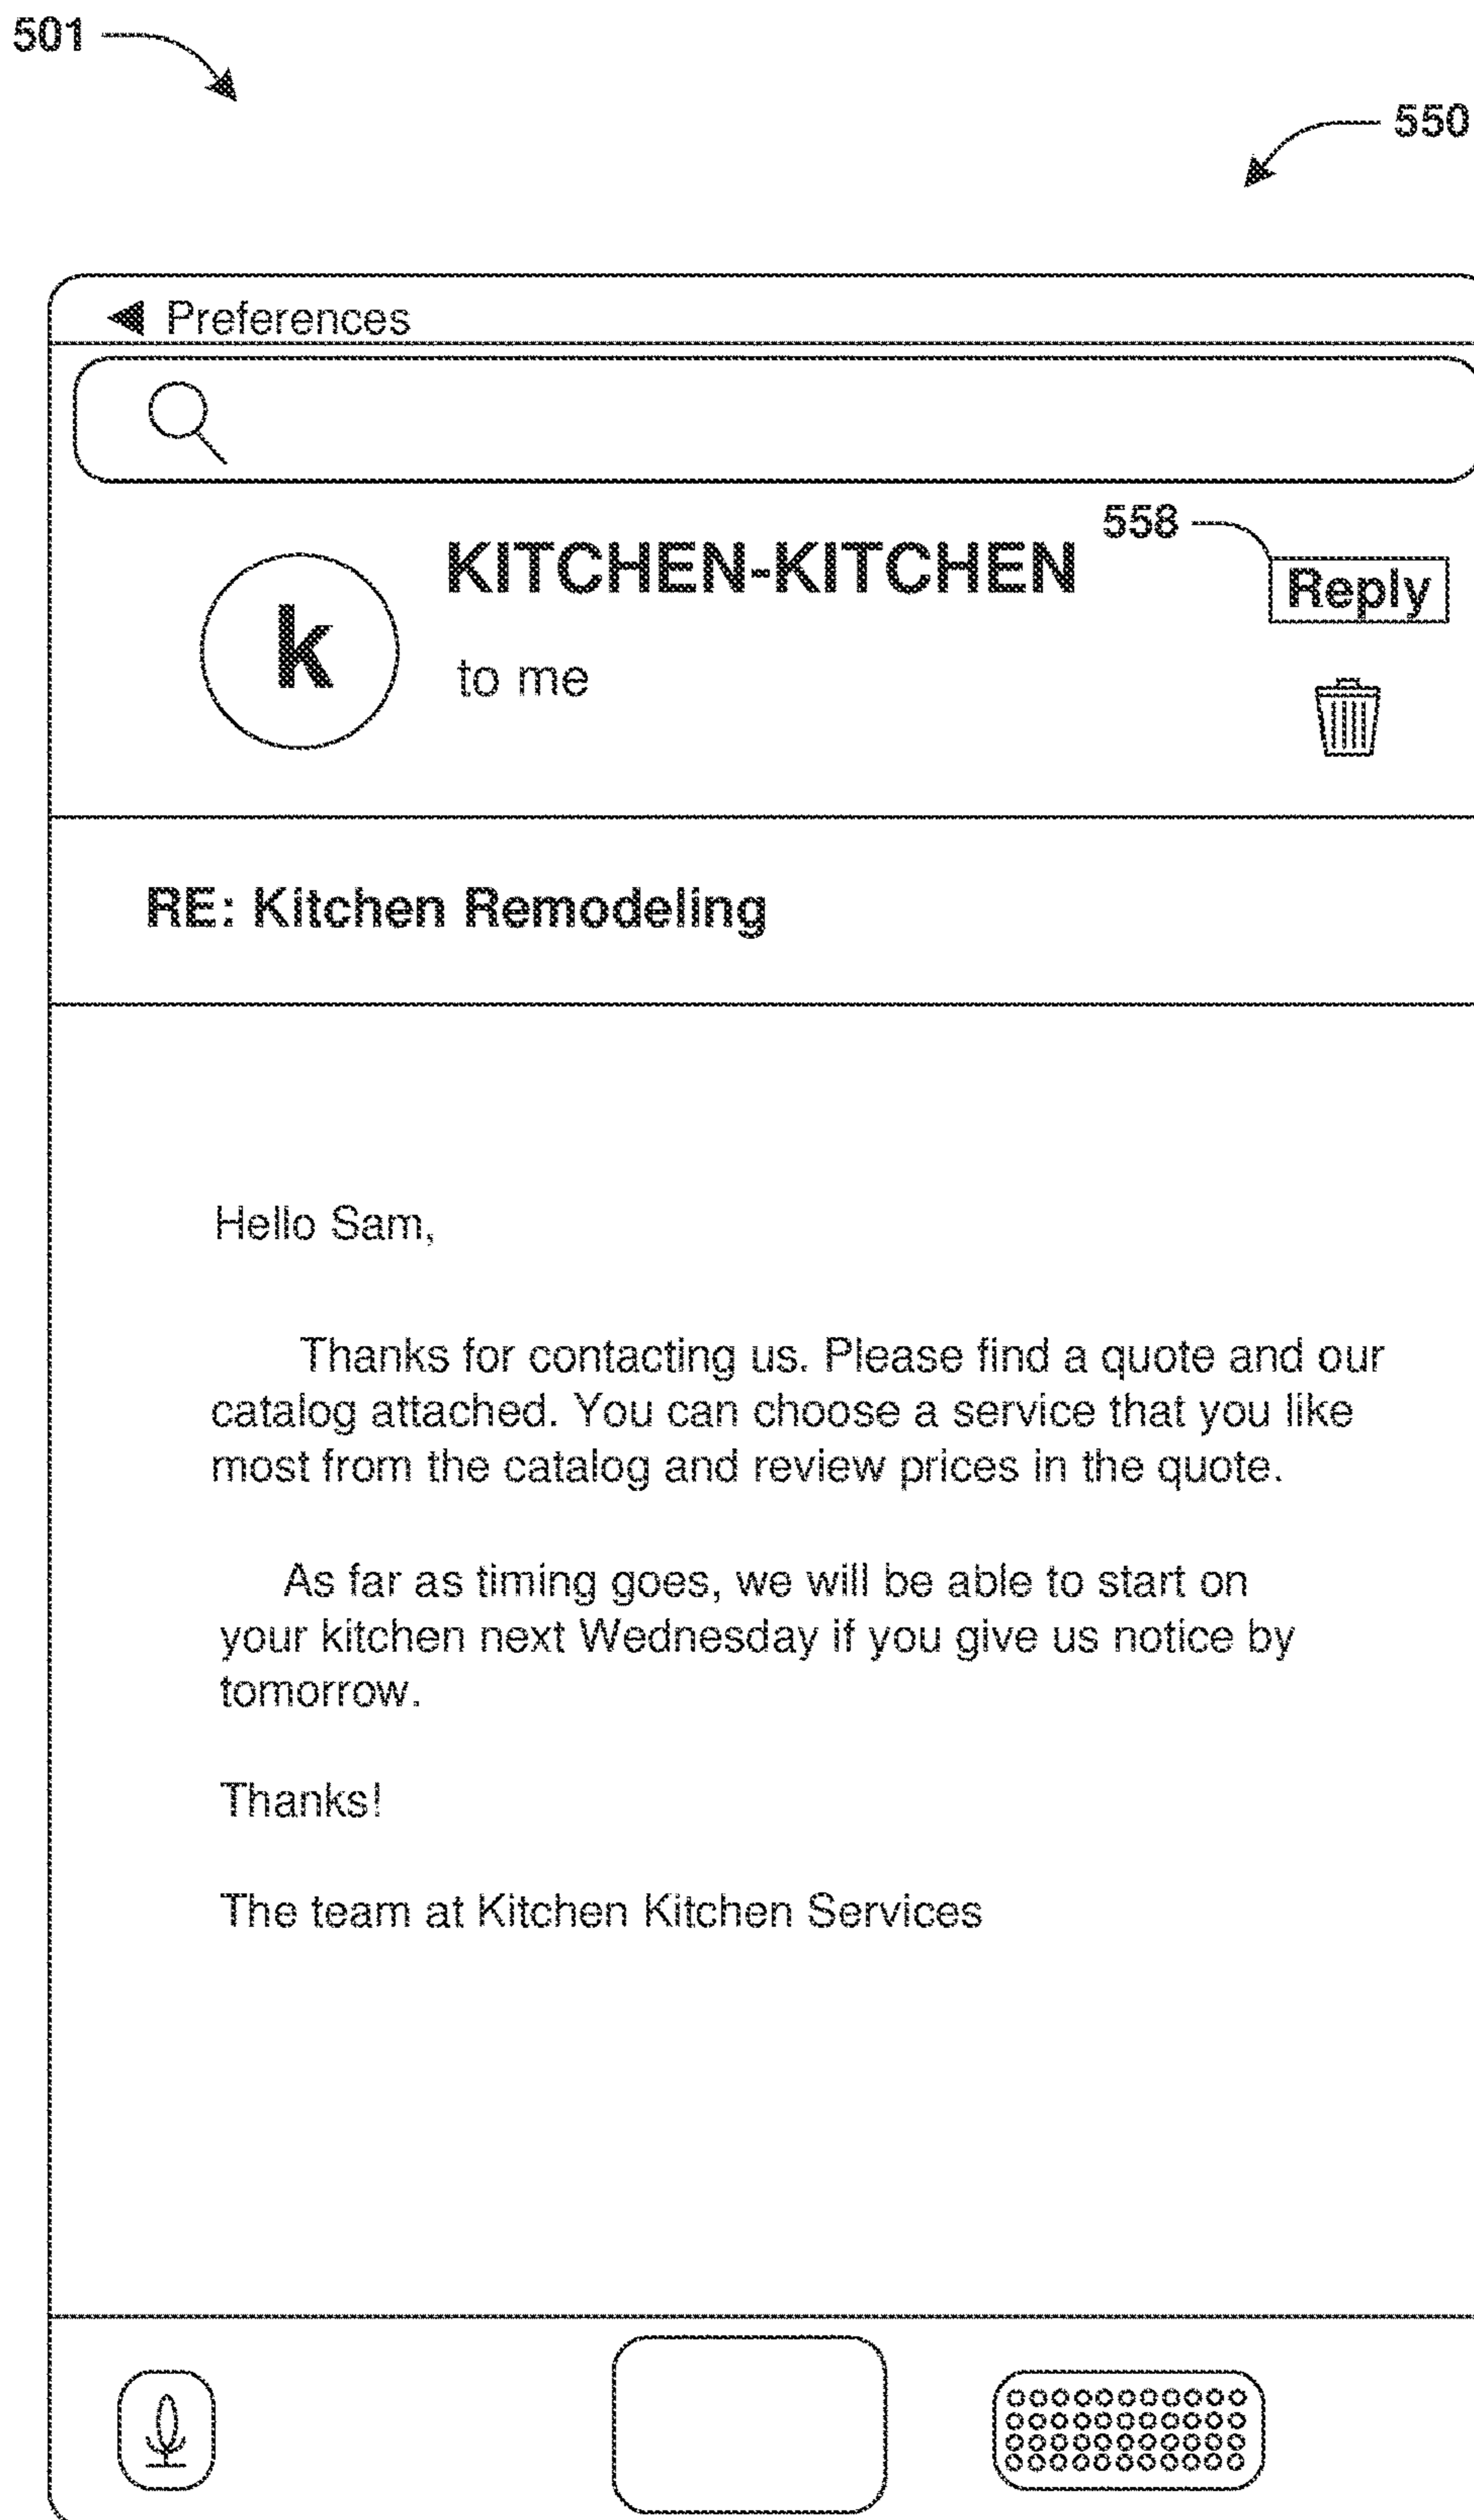 501
550
◀ Preferences
558
KITCHEN-KITCHEN
Reply
k
to me
RE: Kitchen Remodeling
Hello Sam,
Thanks for contacting us. Please find a quote and our
catalog attached. You can choose a service that you like
most from the catalog and review prices in the quote.
As far as timing goes, we will be able to start on
your kitchen next Wednesday if you give us notice by
tomorrow.
Thanks!
The team at Kitchen Kitchen Services